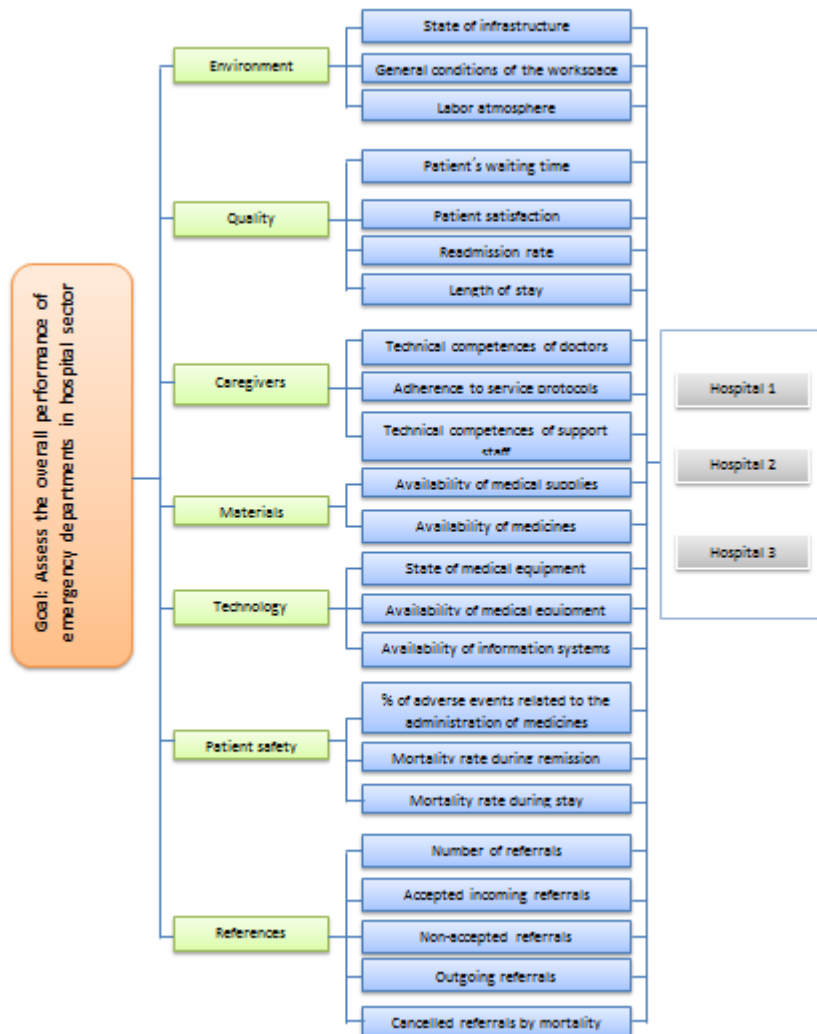 Goal: Assess the overall performance of
emergency departments in hospital sector
Environment
State of infrastructure
General conditions of the workspace
Labor atmosphere
Quality
Patient´s waiting time
Patient satisfaction
Readmission rate
Length of stay
Caregivers
Technical competences of doctors
Adherence to service protocols
Technical competences of support
staff
Materials
Availability of medical supplies
Availability of medicines
Technology
State of medical equipment
Availability of medical equipment
Availability of information systems
Patient safety
% of adverse events related to the
administration of medicines
Mortality rate during remission
Mortality rate during stay
References
Number of referrals
Accepted incoming referrals
Non-accepted referrals
Outgoing referrals
Cancelled referrals by mortality
Hospital 1
Hospital 2
Hospital 3